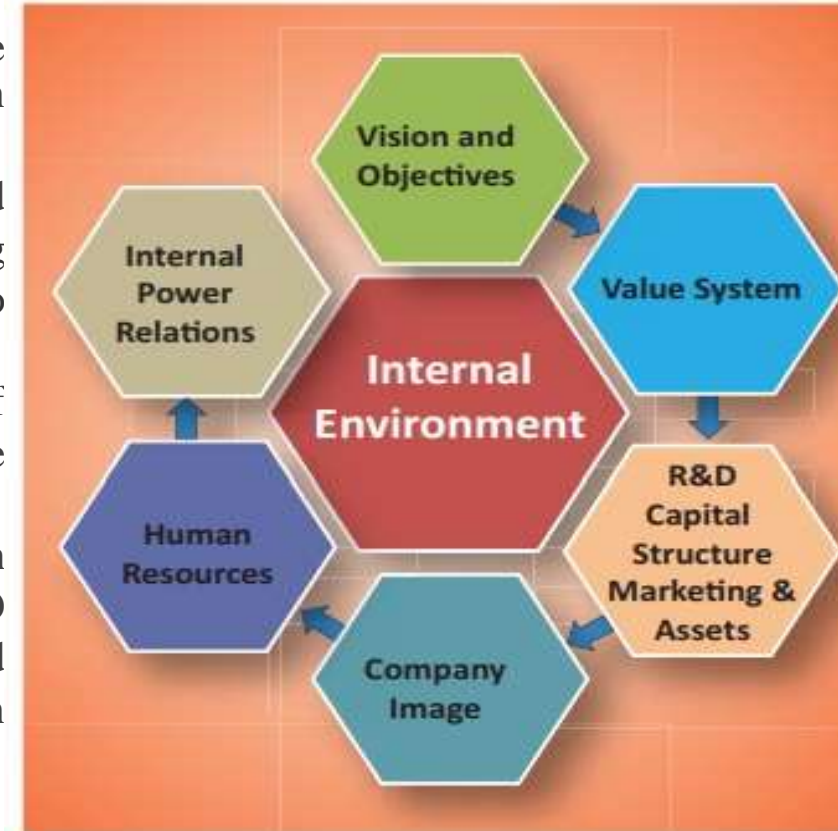 Vision and
Objectives
Value System
R&D
Capital
Structure
Marketing &
Assets
Company
Image
Human
Resources
Internal
Power
Relations
Internal
Environment